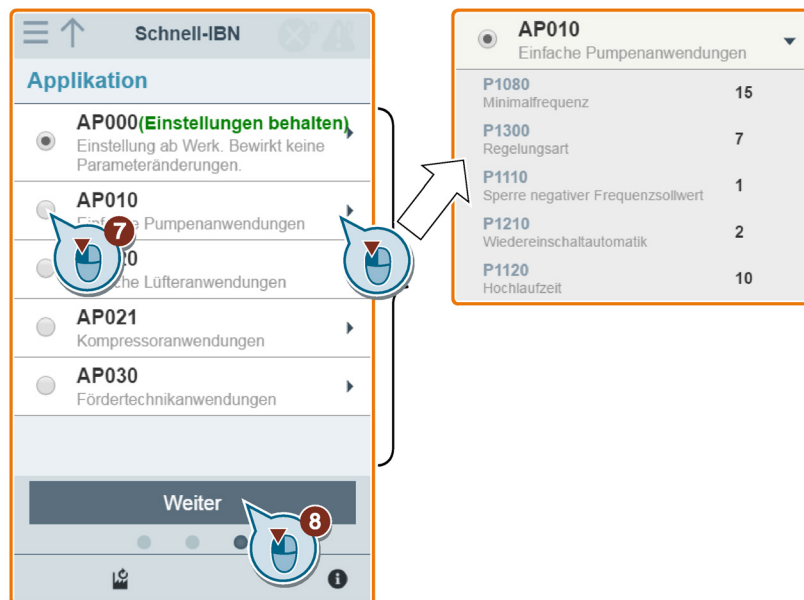 Schnell-IBN
Applikation
AP000(Einstellungen behalten)
Einstellung ab Werk. Bewirkt keine
Parameteränderungen.
AP010
Pumpenanwendungen
7
Lüfteranwendungen
AP021
Kompressoranwendungen
AP030
Fördertechnikanwendungen
Weiter
8
AP010
Einfache Pumpenanwendungen
P1080
15
Minimalfrequenz
P1300
7
Regelungsart
P1110
1
Sperre negativer Frequenzsollwert
P1210
2
Wiedereinschaltautomatik
P1120
10
Hochlaufzeit